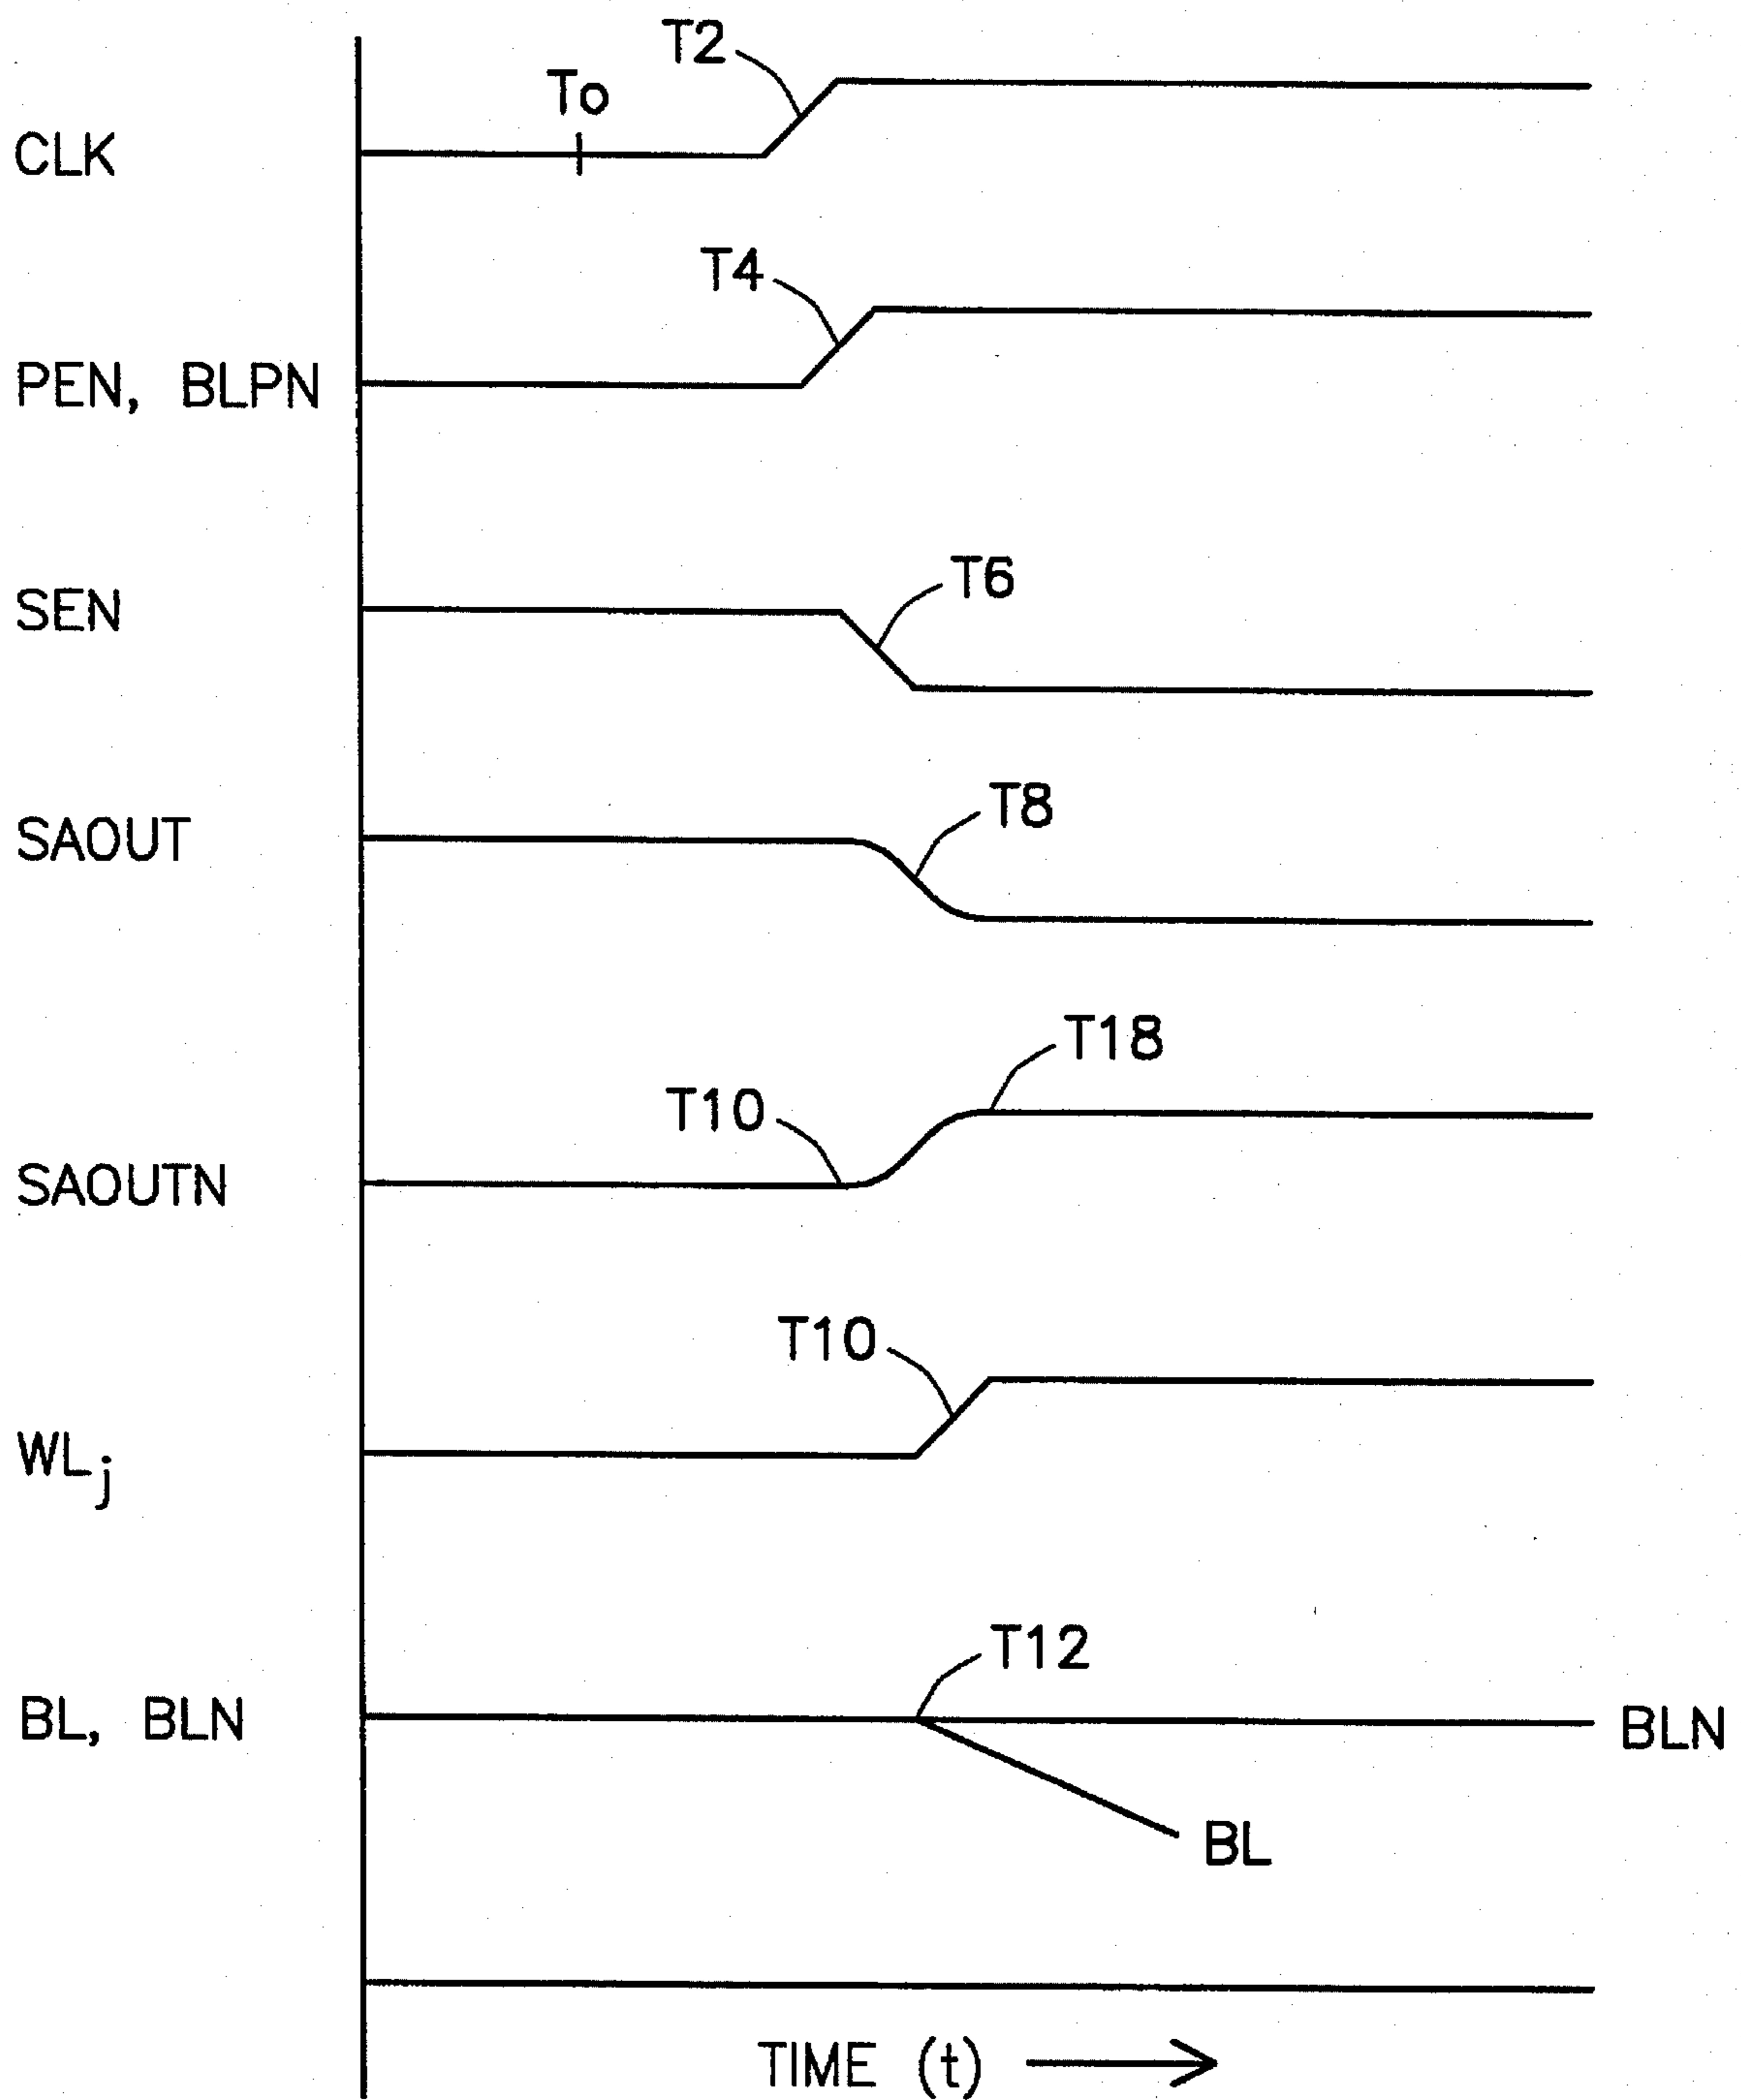 T2
To
CLK
T4
PEN, BLPN
T6
SEN
T8
SAOUT
T18
T10
SAOUTN
T10
WLj
T12
BL, BLN
BLN
BL
TIME (t)